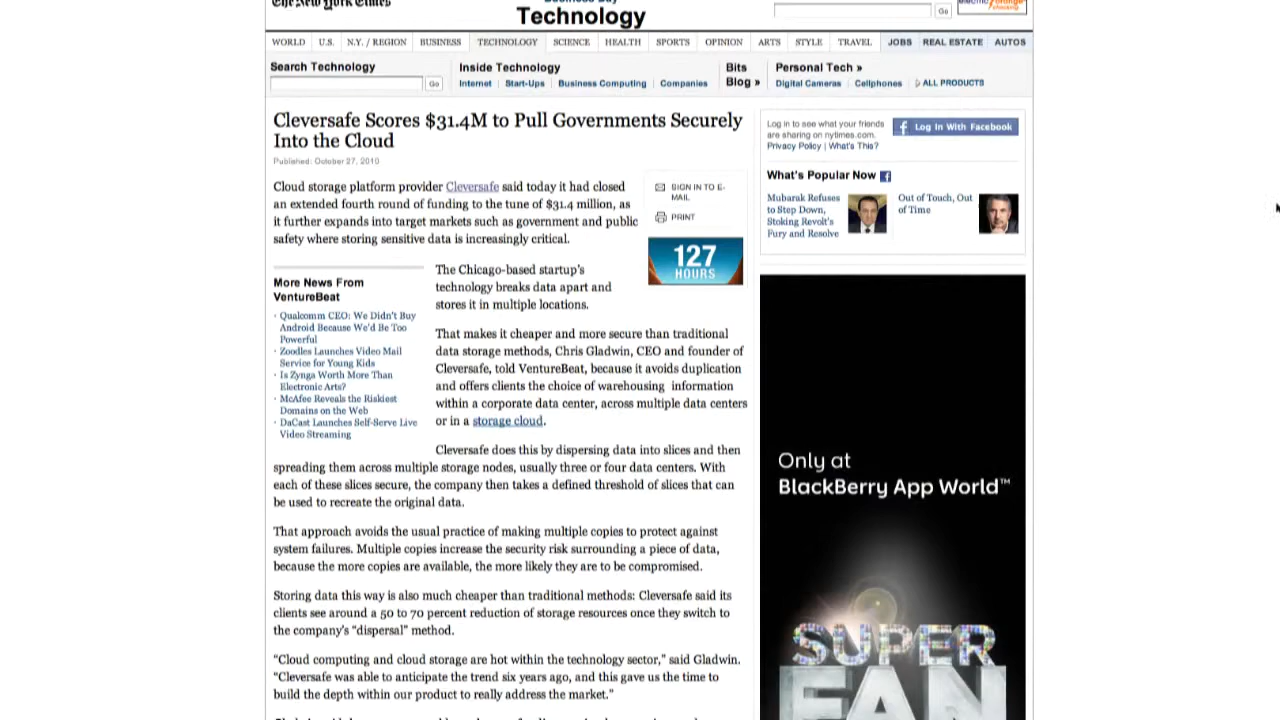 The New York Times
Business Day
Technology
Go
WORLD U.S. N.Y. / REGION BUSINESS TECHNOLOGY SCIENCE HEALTH SPORTS OPINION ARTS STYLE TRAVEL JOBS REAL ESTATE AUTOS
Search Technology
Go
Inside Technology
Internet Start-Ups Business Computing Companies
Bits
Blog »
Personal Tech »
Digital Cameras Cellphones ALL PRODUCTS
Cleversafe Scores $31.4M to Pull Governments Securely
Into the Cloud
Published: October 27, 2010
Cloud storage platform provider Cleversafe said today it had closed
an extended fourth round of funding to the tune of $31.4 million, as
it further expands into target markets such as government and public
safety where storing sensitive data is increasingly critical.
SIGN IN TO E-
MAIL
PRINT
127
HOURS
More News From
VentureBeat
· Qualcomm CEO: We Didn't Buy
Android Because We'd Be Too
Powerful
· Zoodles Launches Video Mail
Service for Young Kids
· Is Zynga Worth More Than
Electronic Arts?
· McAfee Reveals the Riskiest
Domains on the Web
· DaCast Launches Self-Serve Live
Video Streaming
The Chicago-based startup's
technology breaks data apart and
stores it in multiple locations.
That makes it cheaper and more secure than traditional
data storage methods, Chris Gladwin, CEO and founder of
Cleversafe, told VentureBeat, because it avoids duplication
and offers clients the choice of warehousing information
within a corporate data center, across multiple data centers
or in a storage cloud.
Cleversafe does this by dispersing data into slices and then
spreading them across multiple storage nodes, usually three or four data centers. With
each of these slices secure, the company then takes a defined threshold of slices that can
be used to recreate the original data.
That approach avoids the usual practice of making multiple copies to protect against
system failures. Multiple copies increase the security risk surrounding a piece of data,
because the more copies are available, the more likely they are to be compromised.
Storing data this way is also much cheaper than traditional methods: Cleversafe said its
clients see around a 50 to 70 percent reduction of storage resources once they switch to
the company's "dispersal" method.
"Cloud computing and cloud storage are hot within the technology sector," said Gladwin.
"Cleversafe was able to anticipate the trend six years ago, and this gave us the time to
build the depth within our product to really address the market."
Log in to see what your friends
are sharing on nytimes.com.
Privacy Policy | What's This?
f Log In With Facebook
What's Popular Now f
Mubarak Refuses
to Step Down,
Stoking Revolt's
Fury and Resolve
Out of Touch, Out
of Time
Only at
BlackBerry App World™
SUPER
FAN